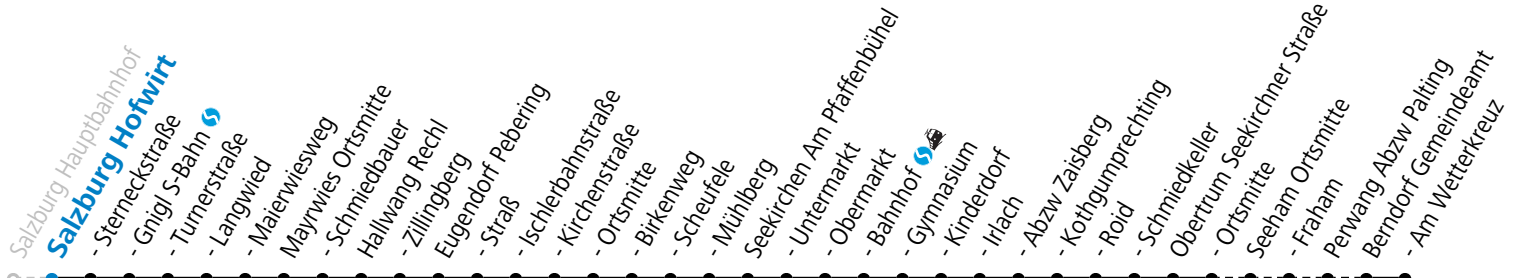 Salzburg Hauptbahnhof
Salzburg Hofwirt
- Sterneckstraße
- Gnigl S-Bahn
- Turnerstraße
- Langwied
- Maierwiesweg
Mayrwies Ortsmitte
- Schmiedbauer
Hallwang Rechl
- Zillingberg
Eugendorf Pebering
- Straß
- Ischlerbahnstraße
- Kirchenstraße
- Ortsmitte
- Birkenweg
- Scheufele
- Mühlberg
Seekirchen Am Pfaffenbühel
- Untermarkt
- Obermarkt
- Bahnhof
- Gymnasium
- Kinderdorf
- Irlach
- Abzw Zaisberg
- Kothgumprechting
- Roid
- Schmiedkeller
Obertrum Seekirchner Straße
- Ortsmitte
Seeham Ortsmitte
- Fraham
Perwang Abzw Palting
Berndorf Gemeindeamt
- Am Wetterkreuz